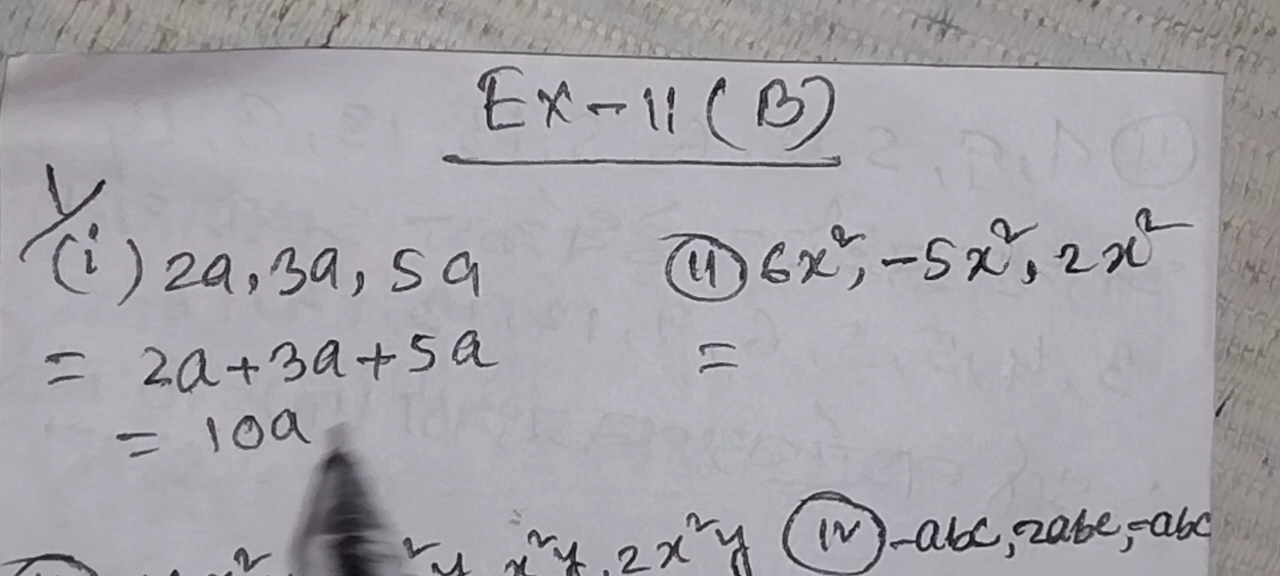 Ex-11(B)
1/
(i) 2a, 3a, 5a
= 2a+3a+5a
= 10a
(ii) 6x², -5x², 2x²
=
x²y, 2x²y
(iv) -abc, 2abc, -abc